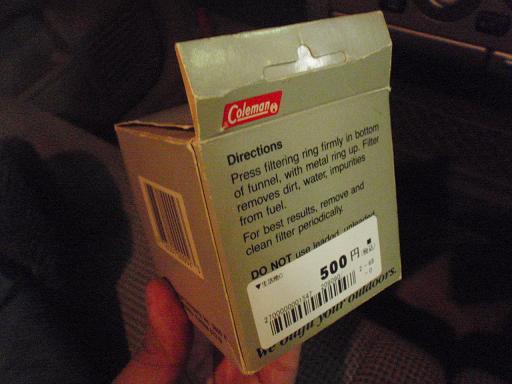 Coleman
Directions
Press filtering ring firmly in bottom
of funnel, with metal ring up. Filter
removes dirt, water, impurities
from fuel.
For best results, remove and
clean filter periodically.
DO NOT use leaded, unleaded
500円
We outfit your outdoors.